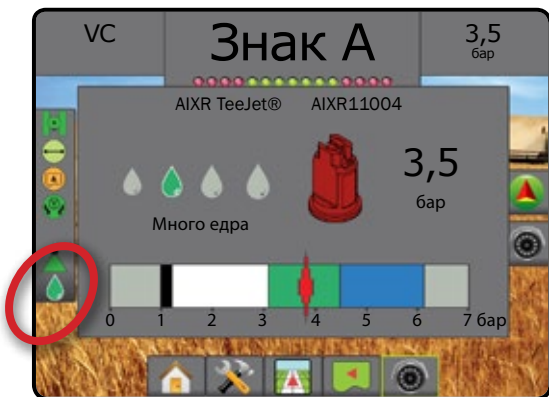 VC Знак А 3,5
бар
AIXR TeeJet® AIXR11004
3,5
бар
Много едра
0 1 2 3 4 5 6 7 бар